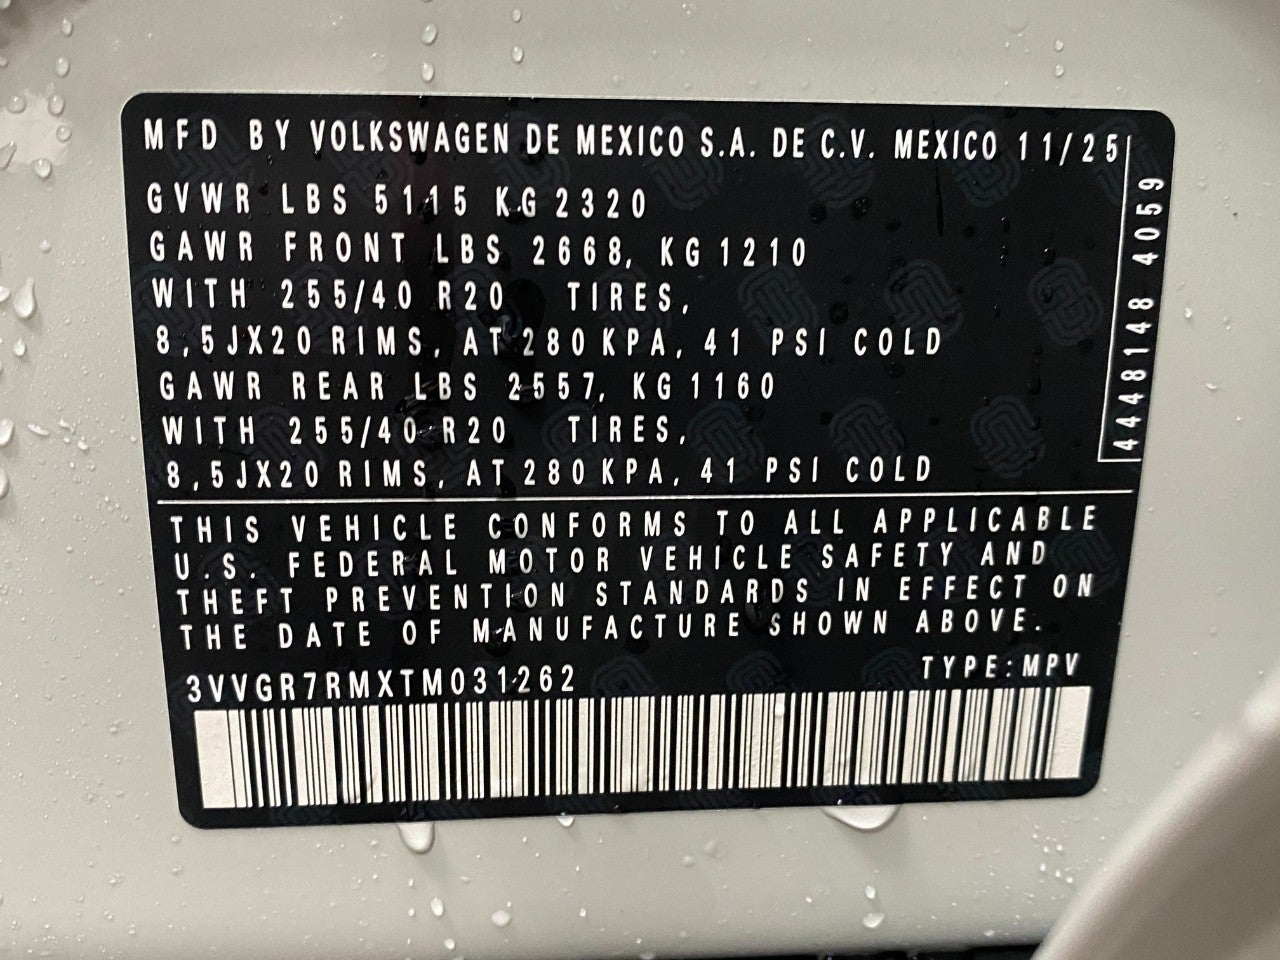 MFD BY VOLKSWAGEN DE MEXICO S.A. DE C.V. MEXICO 11/25
GVWR LBS 5115 KG 2320
GAWR FRONT LBS 2668, KG 1210
WITH 255/40 R20 TIRES,
8,5JX20 RIMS, AT 280 KPA, 41 PSI COLD
GAWR REAR LBS 2557, KG 1160
WITH 255/40 R20 TIRES,
8,5JX20 RIMS, AT 280 KPA, 41 PSI COLD
4448148 4059
THIS VEHICLE CONFORMS TO ALL APPLICABLE
U.S. FEDERAL MOTOR VEHICLE SAFETY AND
THEFT PREVENTION STANDARDS IN EFFECT ON
THE DATE OF MANUFACTURE SHOWN ABOVE.
3VVGR7RMXTM031262
TYPE: MPV